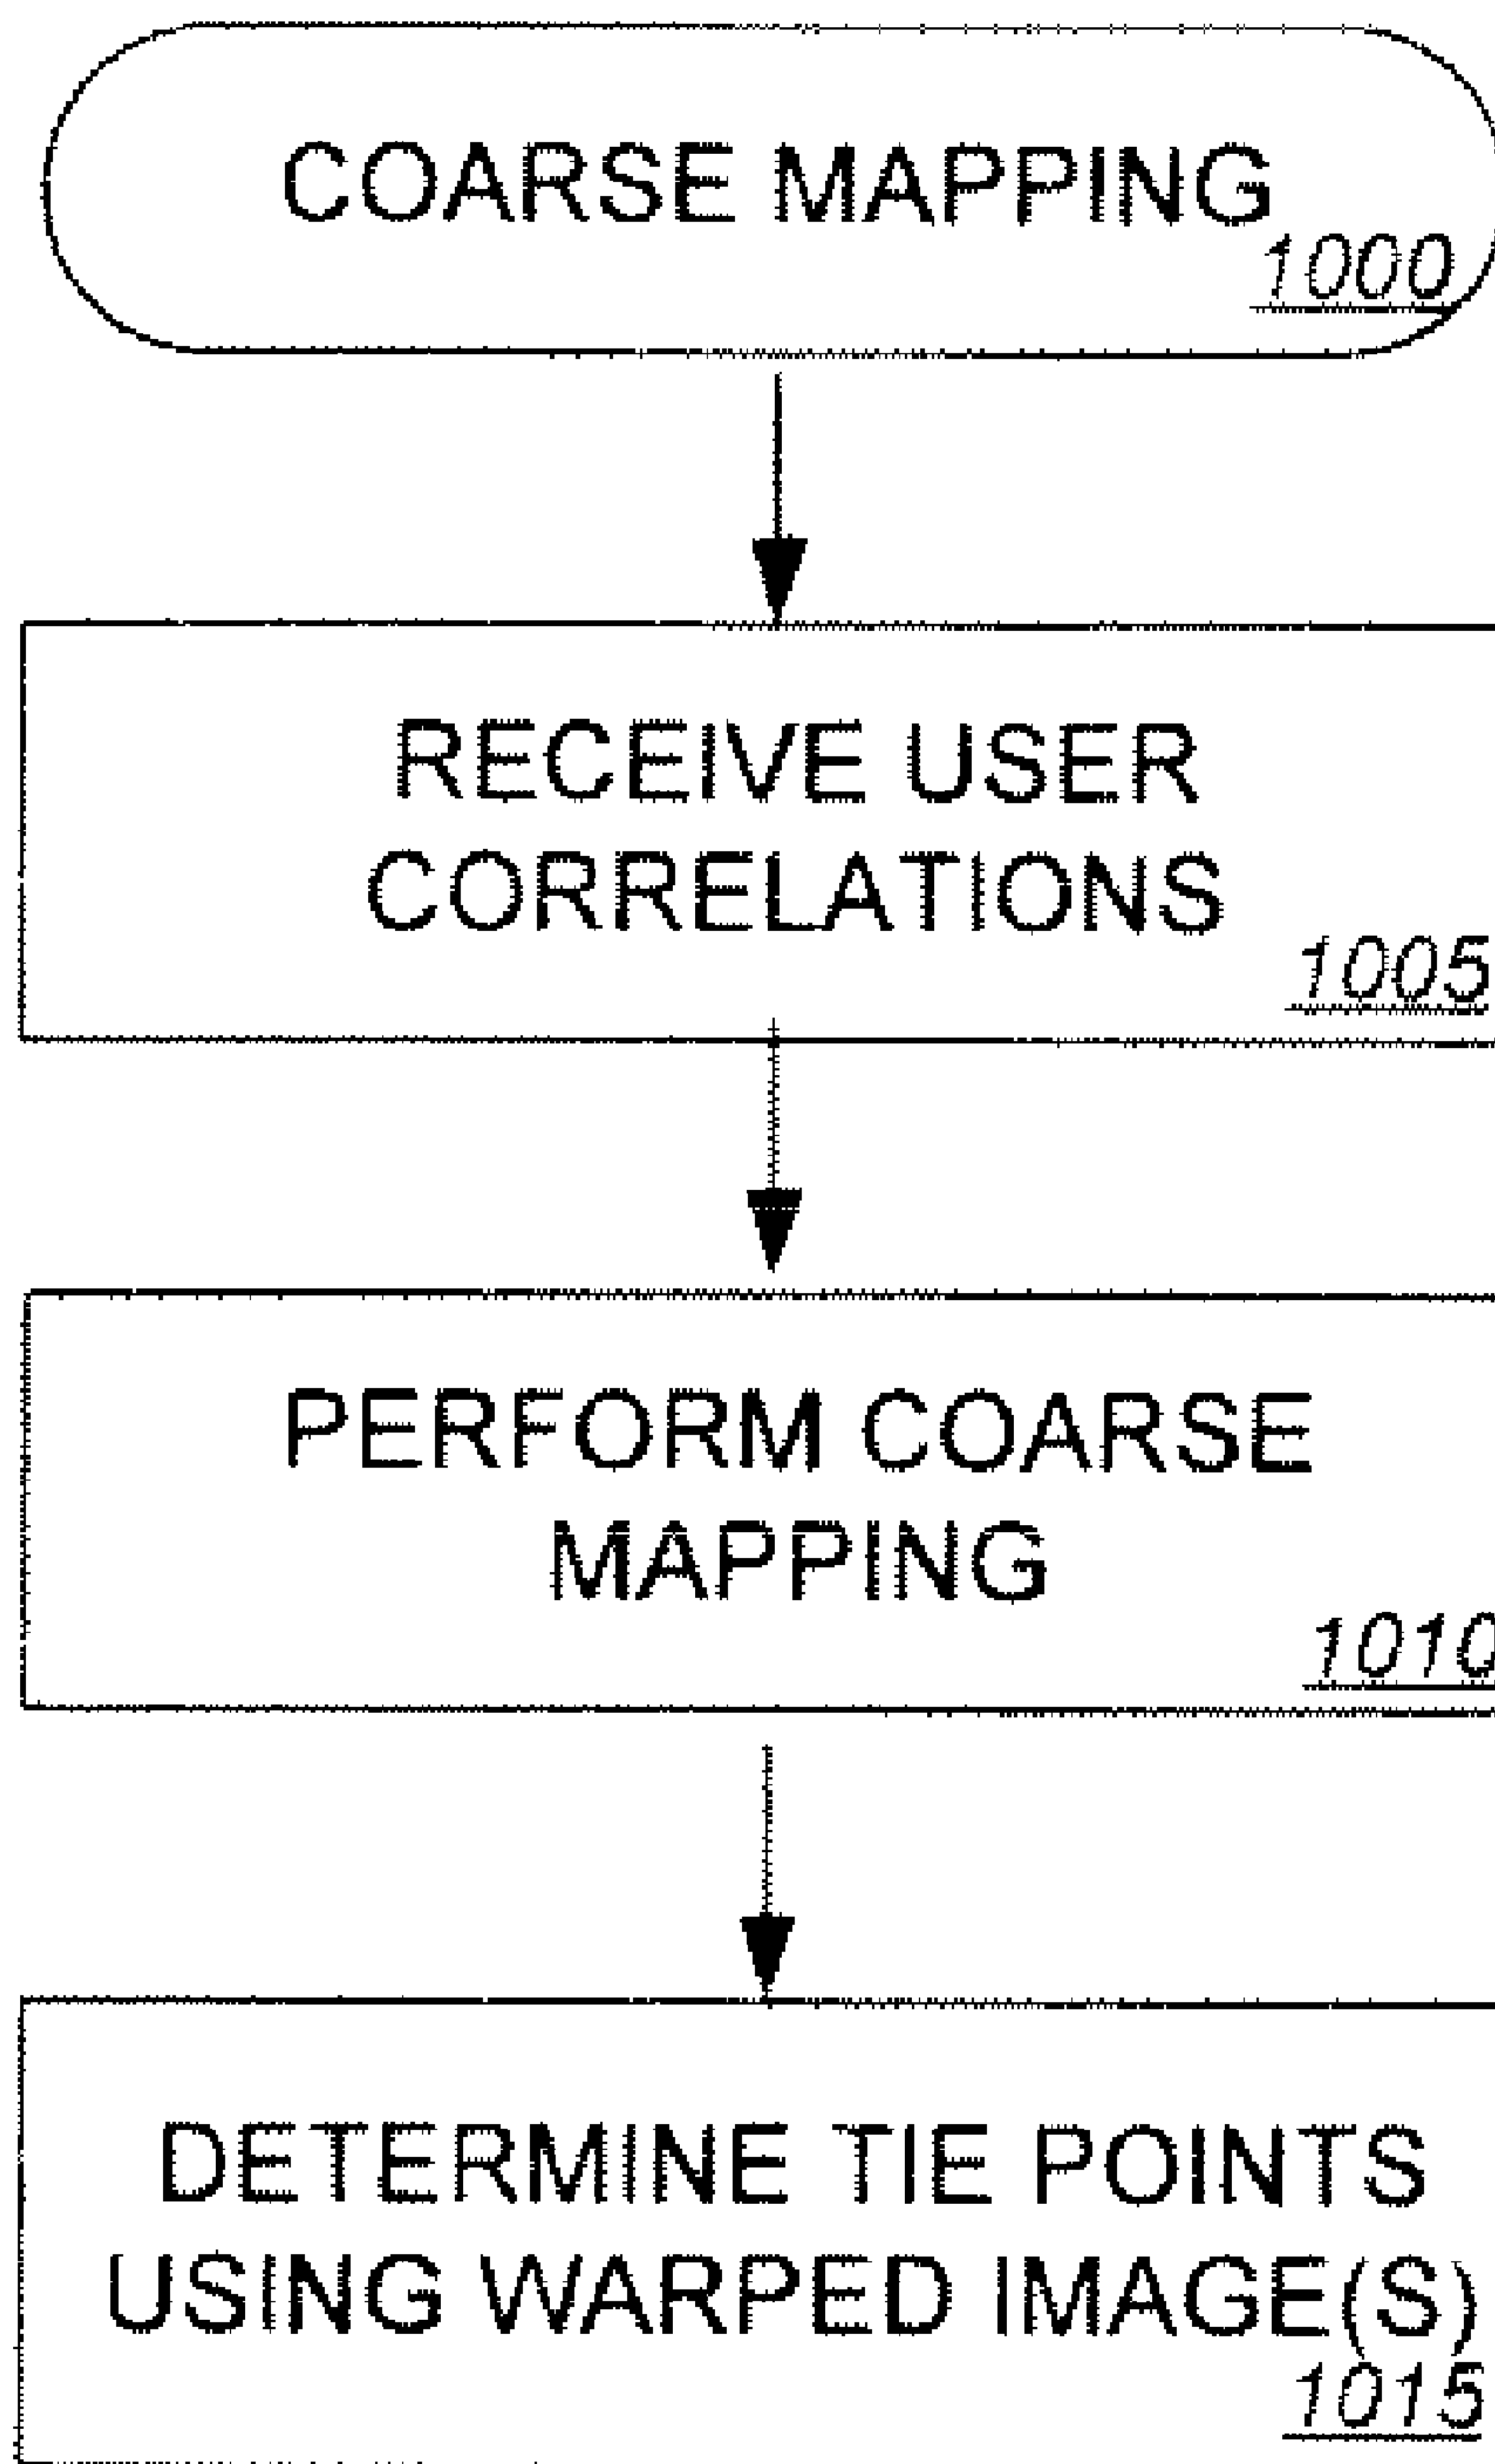 COARSE MAPPING
1000
RECEIVE USER
CORRELATIONS
1005
PERFORM COARSE
MAPPING
1010
DETERMINE TIE POINTS
USING WARPED IMAGE(S)
1015